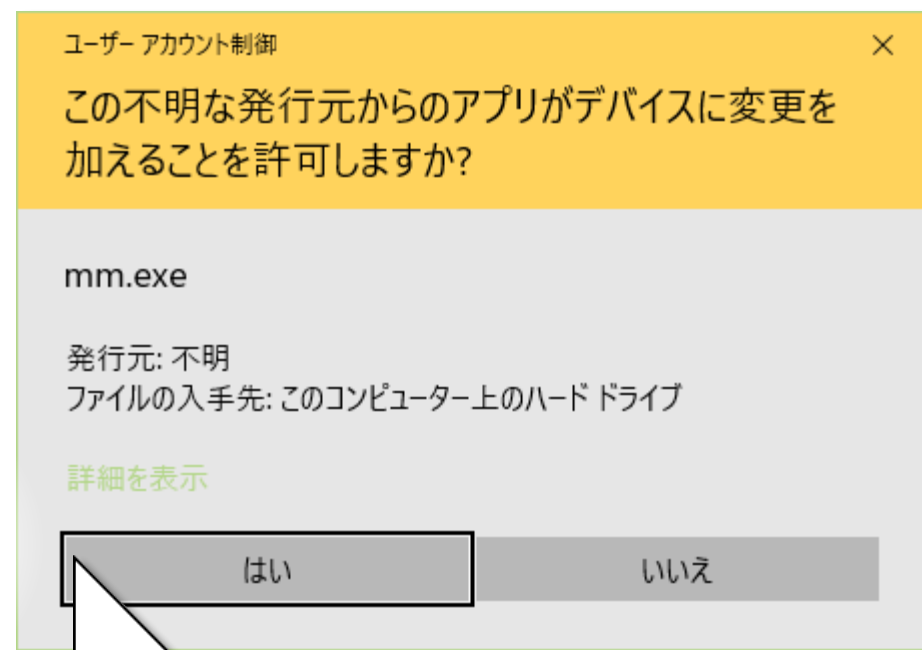 ユーザー アカウント制御
この不明な発行元からのアプリがデバイスに変更を
加えることを許可しますか?
mm.exe
発行元: 不明
ファイルの入手先: このコンピューター上のハード ドライブ
詳細を表示
はい
いいえ